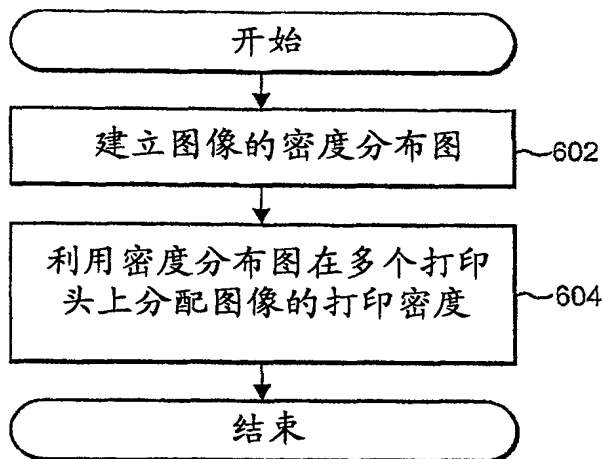 开始
建立图像的密度分布图
602
利用密度分布图在多个打印
头上分配图像的打印密度
604
结束